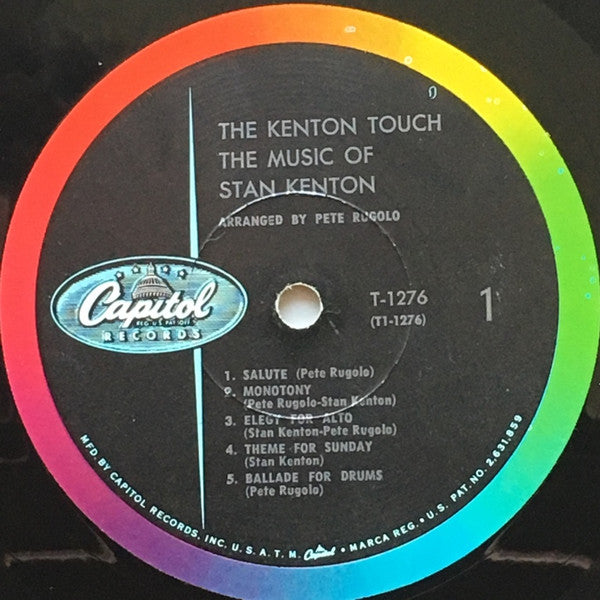 THE KENTON TOUCH
THE MUSIC OF
STAN KENTON
ARRANGED BY PETE RUGOLO
Capitol
REG. U.S. PAT. OFF.
RECORDS
T-1276
(T1-1276)
1
1. SALUTE (Pete Rugolo)
2. MONOTONY
(Pete Rugolo-Stan Kenton)
3. ELEGY FOR ALTO
(Stan Kenton-Pete Rugolo)
4. THEME FOR SUNDAY
(Stan Kenton)
5. BALLADE FOR DRUMS
(Pete Rugolo)
MFD. BY CAPITOL RECORDS, INC. U.S.A. T.M. Capitol • MARCA REG. • U.S. PAT. NO. 2,631,859